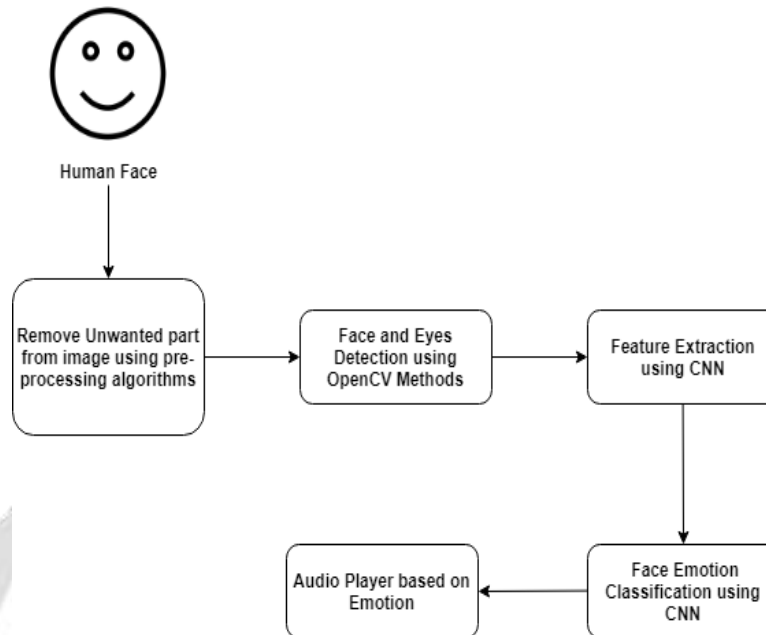 Human Face
Remove Unwanted part
from image using pre-
processing algorithms
Face and Eyes
Detection using
OpenCV Methods
Feature Extraction
using CNN
Face Emotion
Classification using
CNN
Audio Player based on
Emotion